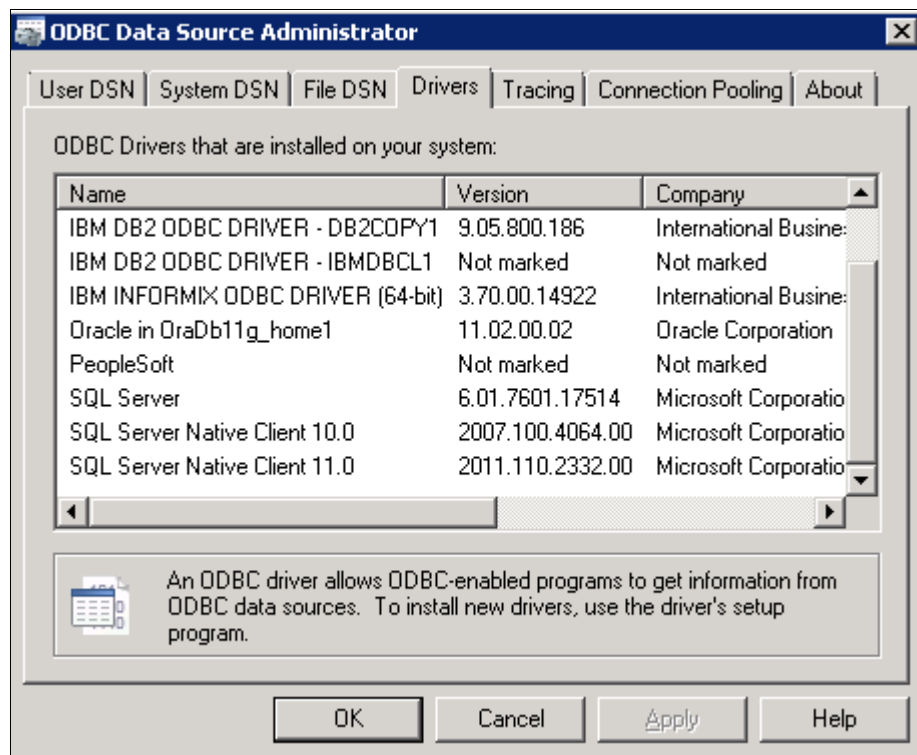 ODBC Data Source Administrator
User DSN System DSN File DSN Drivers Tracing Connection Pooling About
ODBC Drivers that are installed on your system:
Name Version Company
IBM DB2 ODBC DRIVER - DB2COPY1 9.05.800.186 International Busine
IBM DB2 ODBC DRIVER - IBMDBCL1 Not marked Not marked
IBM INFORMIX ODBC DRIVER (64-bit) 3.70.00.14922 International Busine
Oracle in OraDb11g_home1 11.02.00.02 Oracle Corporation
PeopleSoft Not marked Not marked
SQL Server 6.01.7601.17514 Microsoft Corporatio
SQL Server Native Client 10.0 2007.100.4064.00 Microsoft Corporatio
SQL Server Native Client 11.0 2011.110.2332.00 Microsoft Corporatio
An ODBC driver allows ODBC-enabled programs to get information from
ODBC data sources. To install new drivers, use the driver's setup
program.
OK Cancel Apply Help